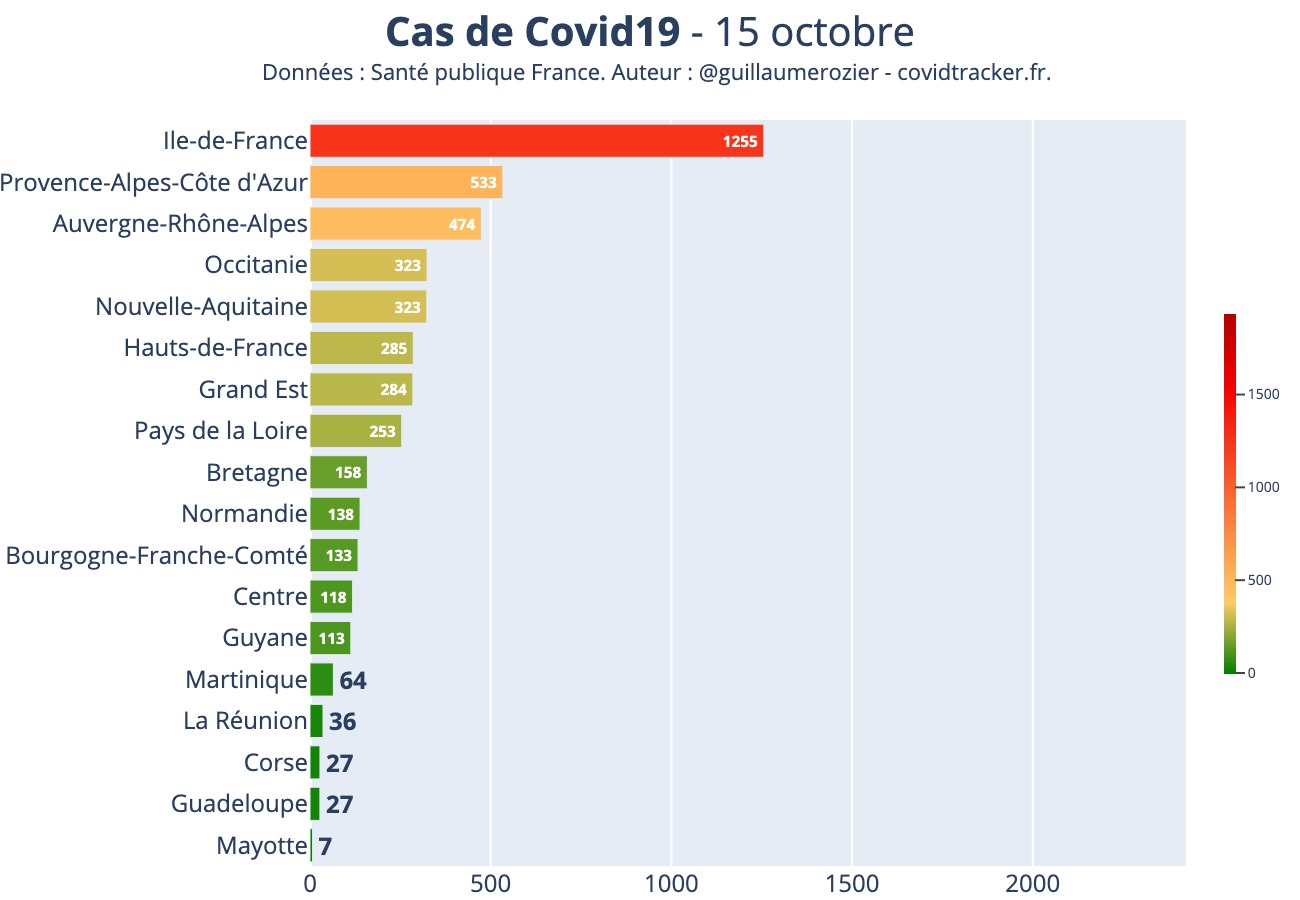 Cas de Covid19 - 15 octobre
Données : Santé publique France. Auteur : @guillaumerozier - covidtracker.fr.
Ile-de-France 1255
Provence-Alpes-Côte d'Azur 533
Auvergne-Rhône-Alpes 474
Occitanie 323
Nouvelle-Aquitaine 323
Hauts-de-France 285
Grand Est 284
Pays de la Loire 253
Bretagne 158
Normandie 138
Bourgogne-Franche-Comté 133
Centre 118
Guyane 113
Martinique 64
La Réunion 36
Corse 27
Guadeloupe 27
Mayotte 7
0 500 1000 1500 2000
1500
1000
500
0